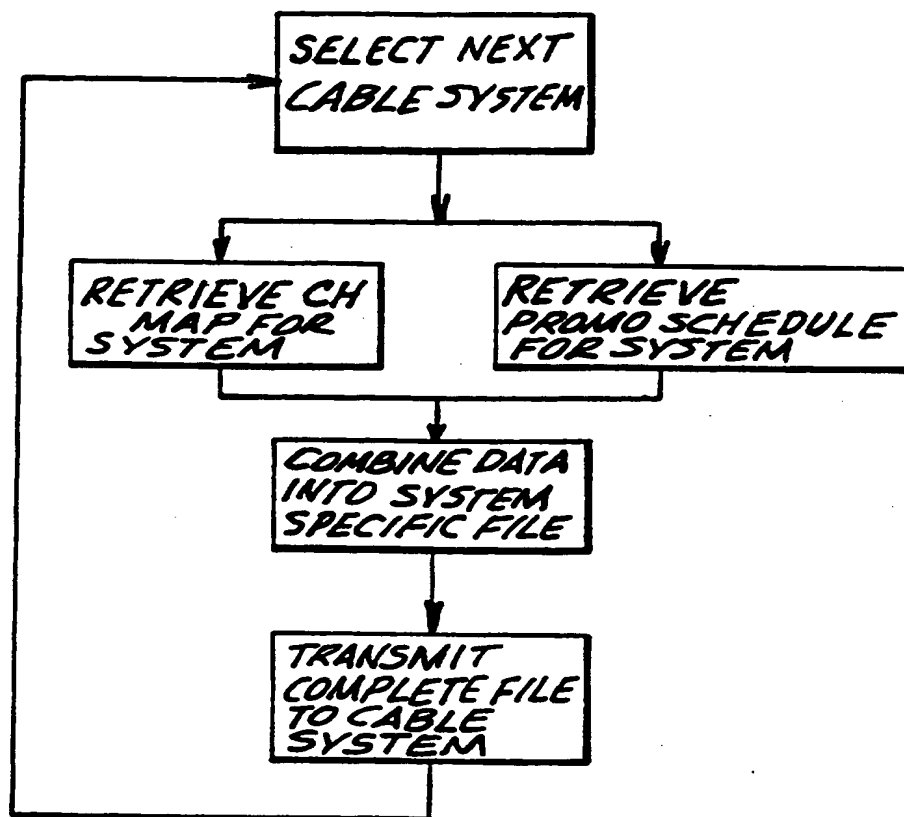 SELECT NEXT
CABLE SYSTEM
RETRIEVE CH
MAP FOR
SYSTEM
RETRIEVE
PROMO SCHEDULE
FOR SYSTEM
COMBINE DATA
INTO SYSTEM
SPECIFIC FILE
TRANSMIT
COMPLETE FILE
TO CABLE
SYSTEM